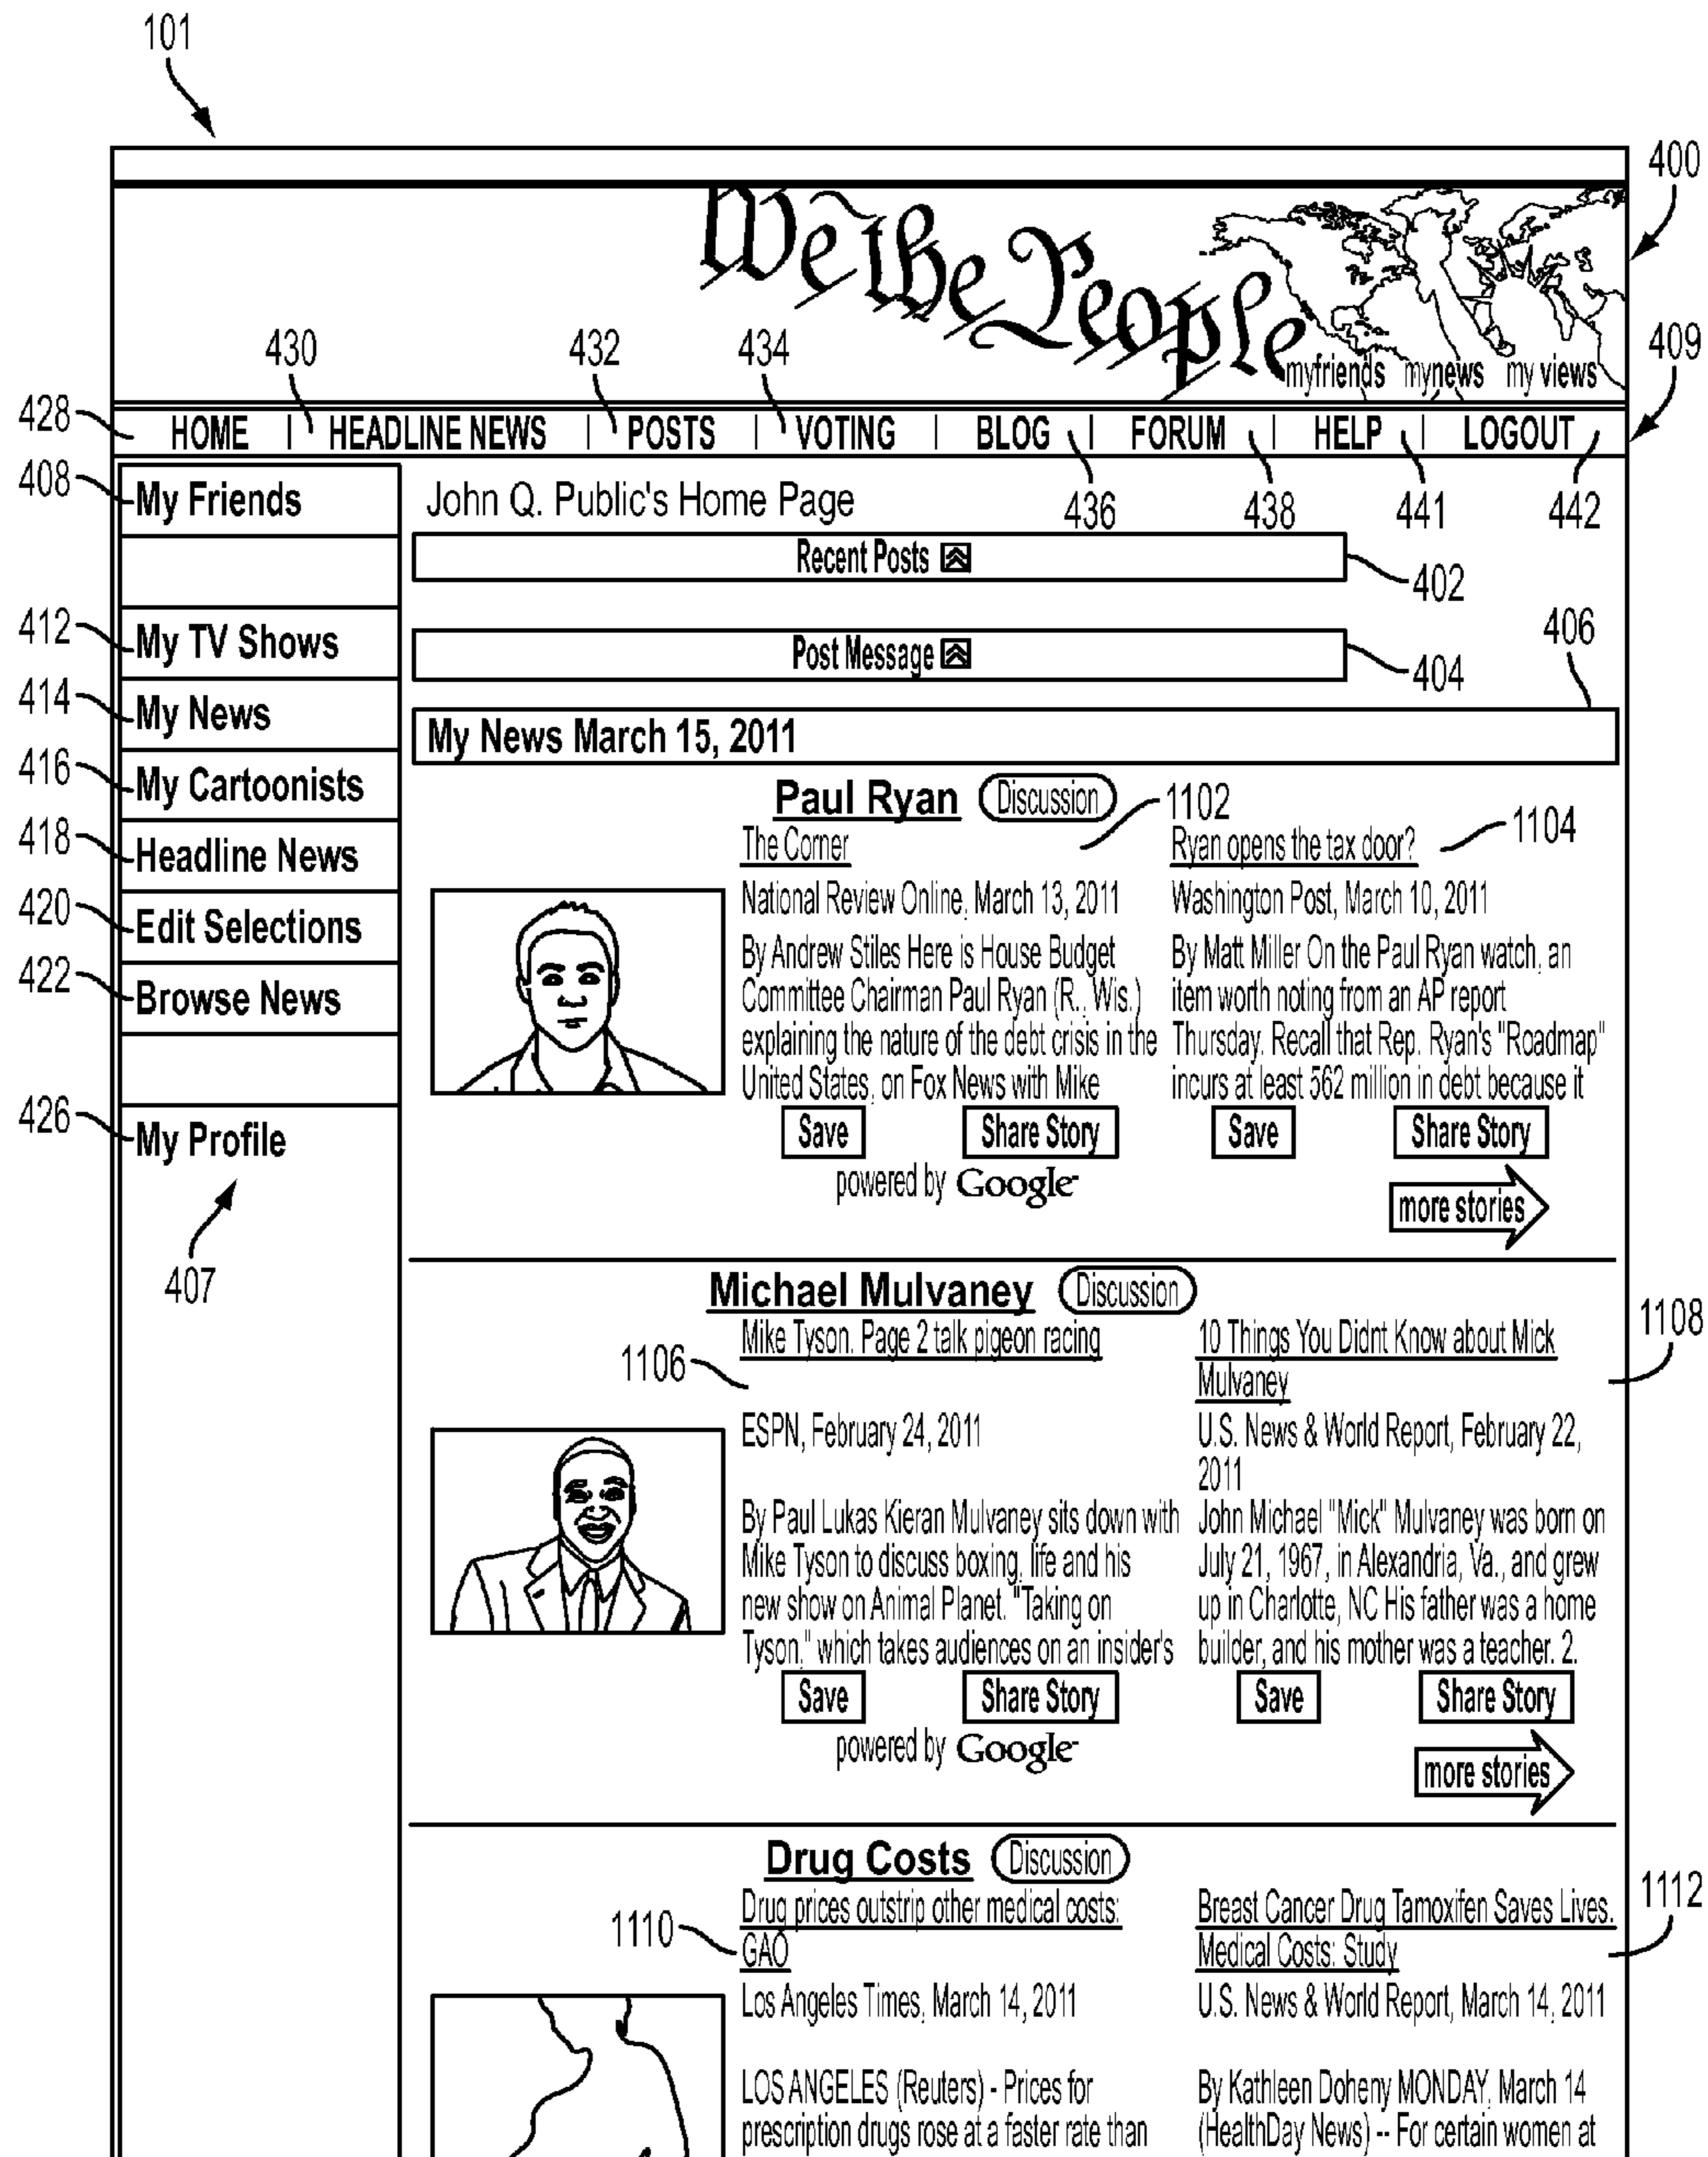 101
400
We the People
myfriends mynews my views
409
430 432 434
428
HOME | HEADLINE NEWS | POSTS | VOTING | BLOG | FORUM | HELP | LOGOUT
436 438 441 442
408
My Friends
412
My TV Shows
414
My News
416
My Cartoonists
418
Headline News
420
Edit Selections
422
Browse News
426
My Profile
407
John Q. Public's Home Page
Recent Posts
402
Post Message
404
406
My News March 15, 2011
Paul Ryan Discussion
1102
The Corner
National Review Online, March 13, 2011
By Andrew Stiles Here is House Budget
Committee Chairman Paul Ryan (R., Wis.)
explaining the nature of the debt crisis in the
United States, on Fox News with Mike
Save Share Story
1104
Ryan opens the tax door?
Washington Post, March 10, 2011
By Matt Miller On the Paul Ryan watch, an
item worth noting from an AP report
Thursday. Recall that Rep. Ryan's "Roadmap"
incurs at least 562 million in debt because it
Save Share Story
powered by Google
more stories
Michael Mulvaney Discussion
1106
Mike Tyson. Page 2 talk pigeon racing
ESPN, February 24, 2011
By Paul Lukas Kieran Mulvaney sits down with
Mike Tyson to discuss boxing, life and his
new show on Animal Planet. "Taking on
Tyson," which takes audiences on an insider's
Save Share Story
1108
10 Things You Didnt Know about Mick
Mulvaney
U.S. News & World Report, February 22,
2011
John Michael "Mick" Mulvaney was born on
July 21, 1967, in Alexandria, Va., and grew
up in Charlotte, NC His father was a home
builder, and his mother was a teacher. 2.
Save Share Story
powered by Google
more stories
Drug Costs Discussion
1110
Drug prices outstrip other medical costs:
GAO
Los Angeles Times, March 14, 2011
LOS ANGELES (Reuters) - Prices for
prescription drugs rose at a faster rate than
1112
Breast Cancer Drug Tamoxifen Saves Lives.
Medical Costs: Study
U.S. News & World Report, March 14, 2011
By Kathleen Doheny MONDAY, March 14
(HealthDay News) -- For certain women at